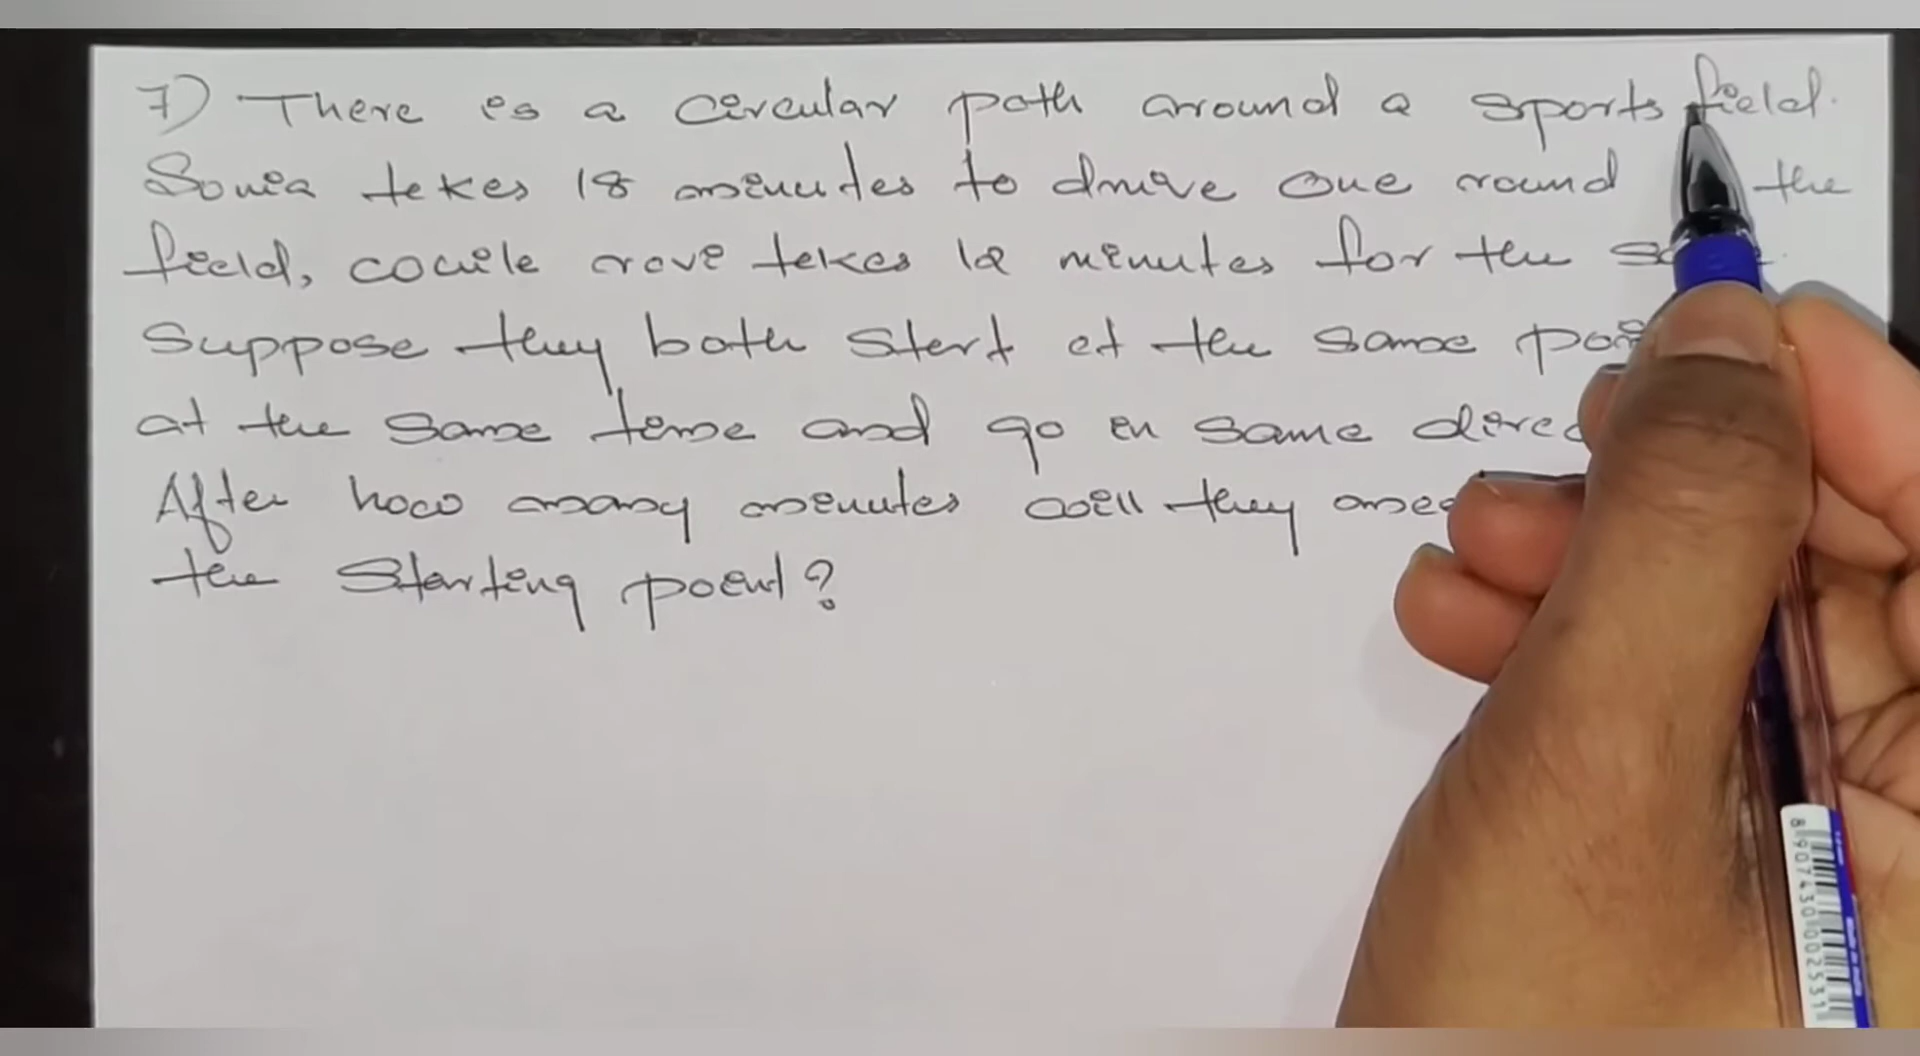 7) There is a circular path around a sports field.
Sonia takes 18 minutes to drive one round the
field, while ravi takes 12 minutes for the
Suppose they both start at the same
at the same time and go in same
After how many minutes will they
the starting point?
8907430002531